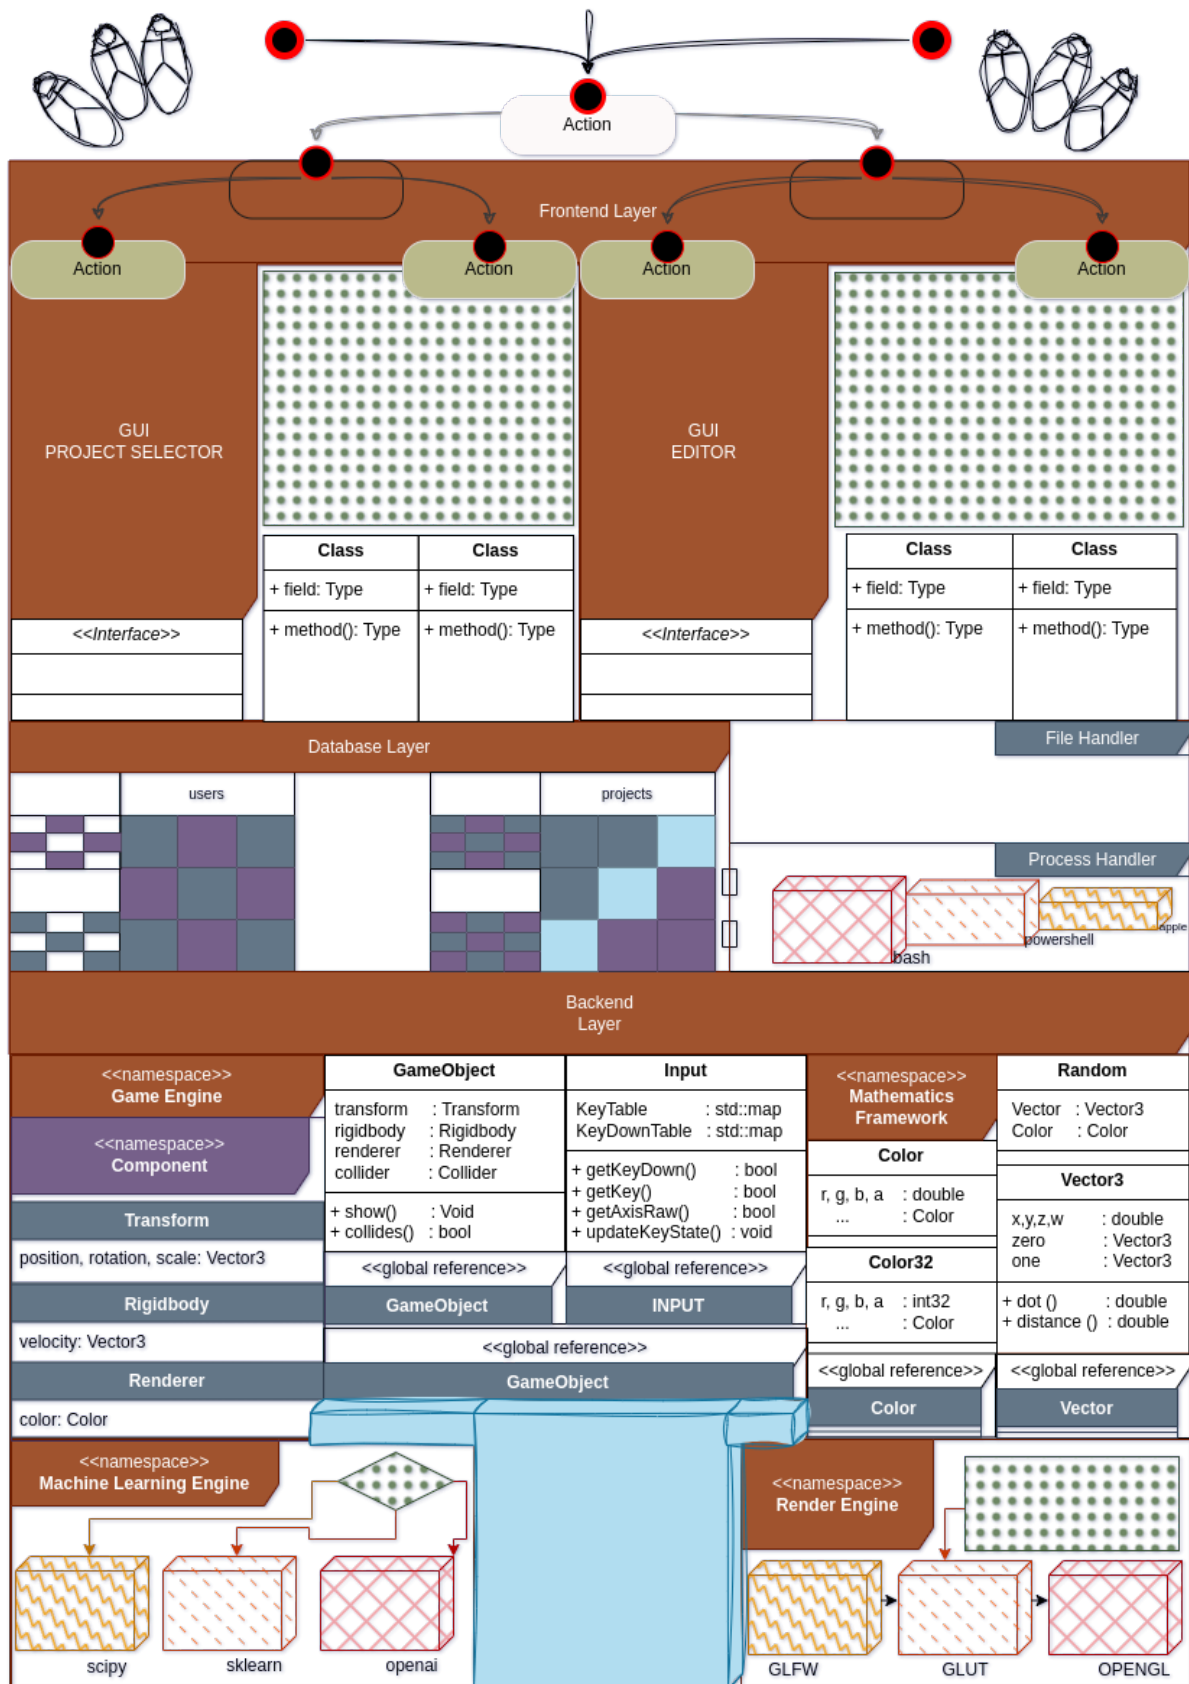 Action
Frontend Layer
Action
Action
Action
Action
GUI
PROJECT SELECTOR
GUI
EDITOR
Class
Class
+ field: Type
+ field: Type
+ method(): Type
+ method(): Type
Class
Class
+ field: Type
+ field: Type
+ method(): Type
+ method(): Type
<<Interface>>
<<Interface>>
Database Layer
File Handler
users
projects
Process Handler
apple
powershell
bash
Backend
Layer
<<namespace>>
Game Engine
<<namespace>>
Component
Transform
position, rotation, scale: Vector3
Rigidbody
velocity: Vector3
Renderer
color: Color
GameObject
transform : Transform
rigidbody : Rigidbody
renderer : Renderer
collider : Collider
+ show() : Void
+ collides() : bool
<<global reference>>
GameObject
Input
KeyTable : std::map
KeyDownTable : std::map
+ getKeyDown() : bool
+ getKey() : bool
+ getAxisRaw() : bool
+ updateKeyState() : void
<<global reference>>
INPUT
<<global reference>>
GameObject
<<namespace>>
Mathematics
Framework
Color
r, g, b, a : double
... : Color
Color32
r, g, b, a : int32
... : Color
<<global reference>>
Color
Random
Vector : Vector3
Color : Color
Vector3
x,y,z,w : double
zero : Vector3
one : Vector3
+ dot () : double
+ distance () : double
<<global reference>>
Vector
<<namespace>>
Machine Learning Engine
scipy
sklearn
openai
<<namespace>>
Render Engine
GLFW
GLUT
OPENGL